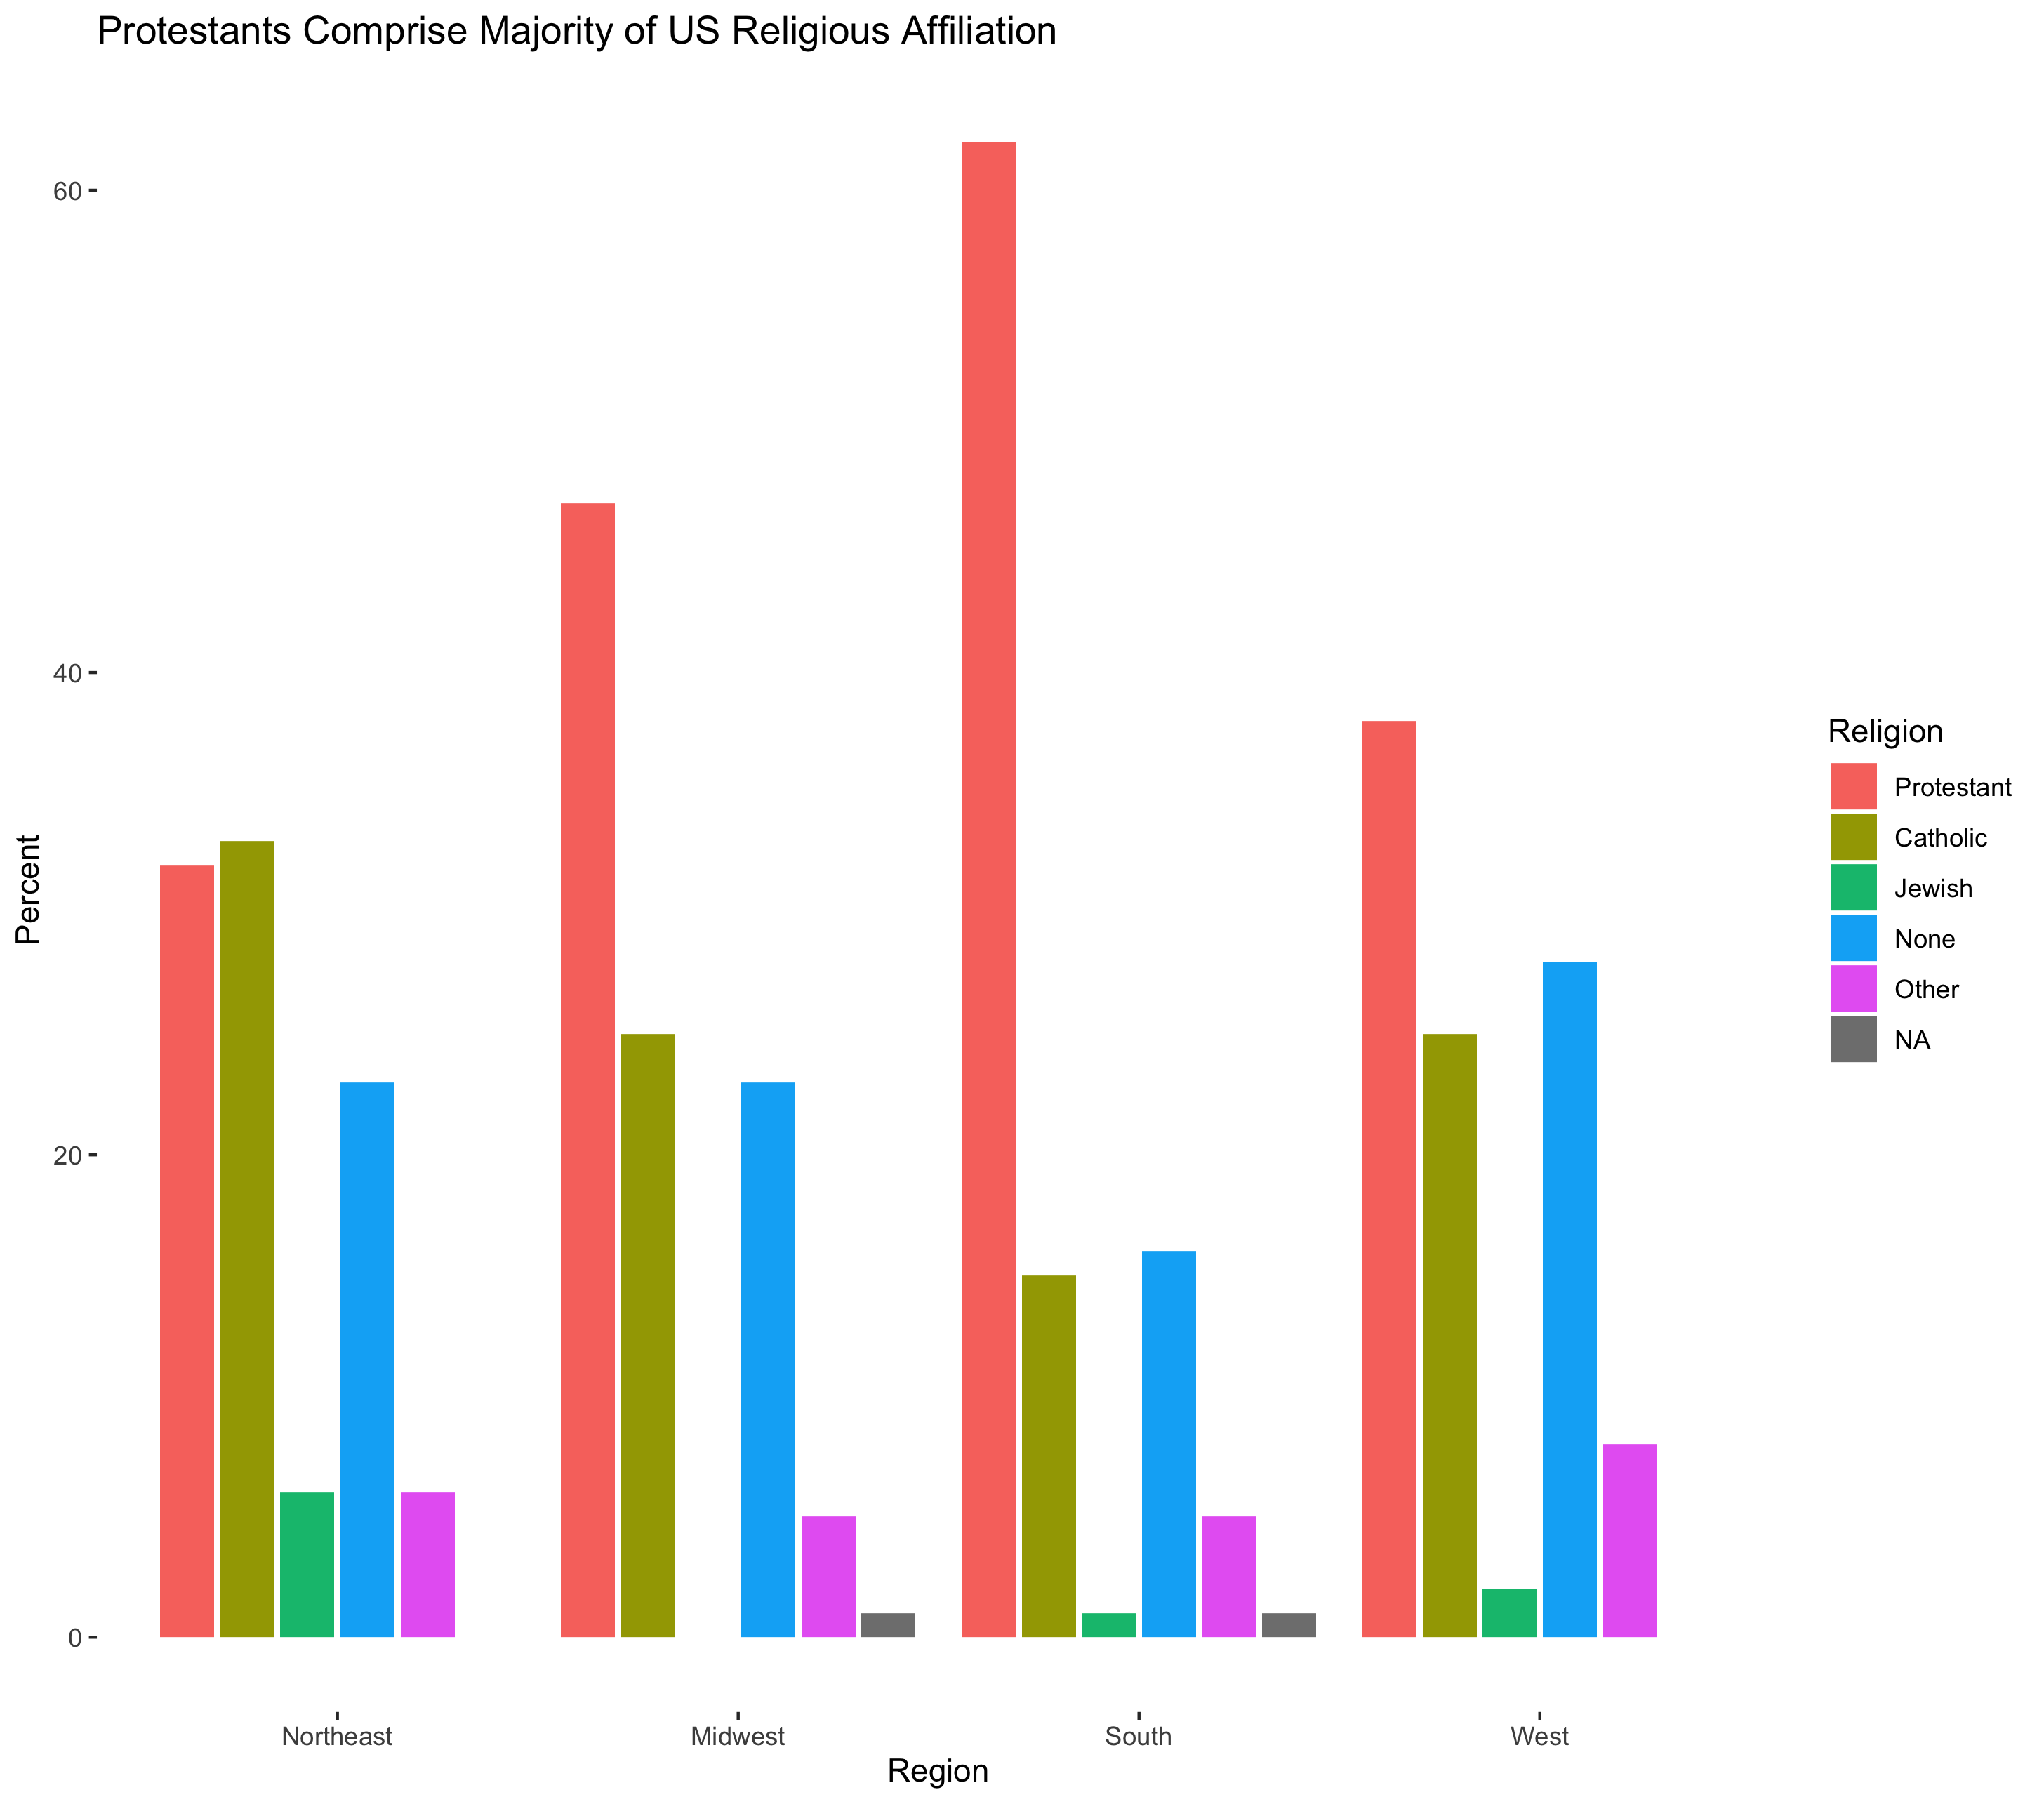 Protestants Comprise Majority of US Religious Affiliation
60
40
20
0
Percent
Northeast
Midwest
South
West
Region
Religion
Protestant
Catholic
Jewish
None
Other
NA